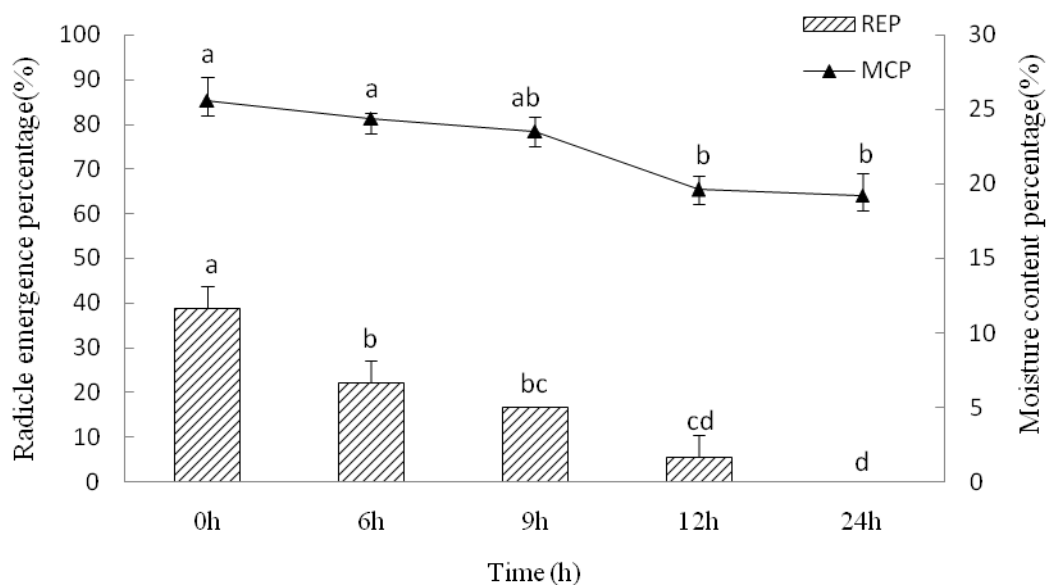 REP
MCP
Radicle emergence percentage(%)
100
90
80
70
60
50
40
30
20
10
0
a
a
ab
b
b
a
b
bc
cd
d
30
25
20
15
10
5
0
Moisture content percentage(%)
0h
6h
9h
12h
24h
Time (h)